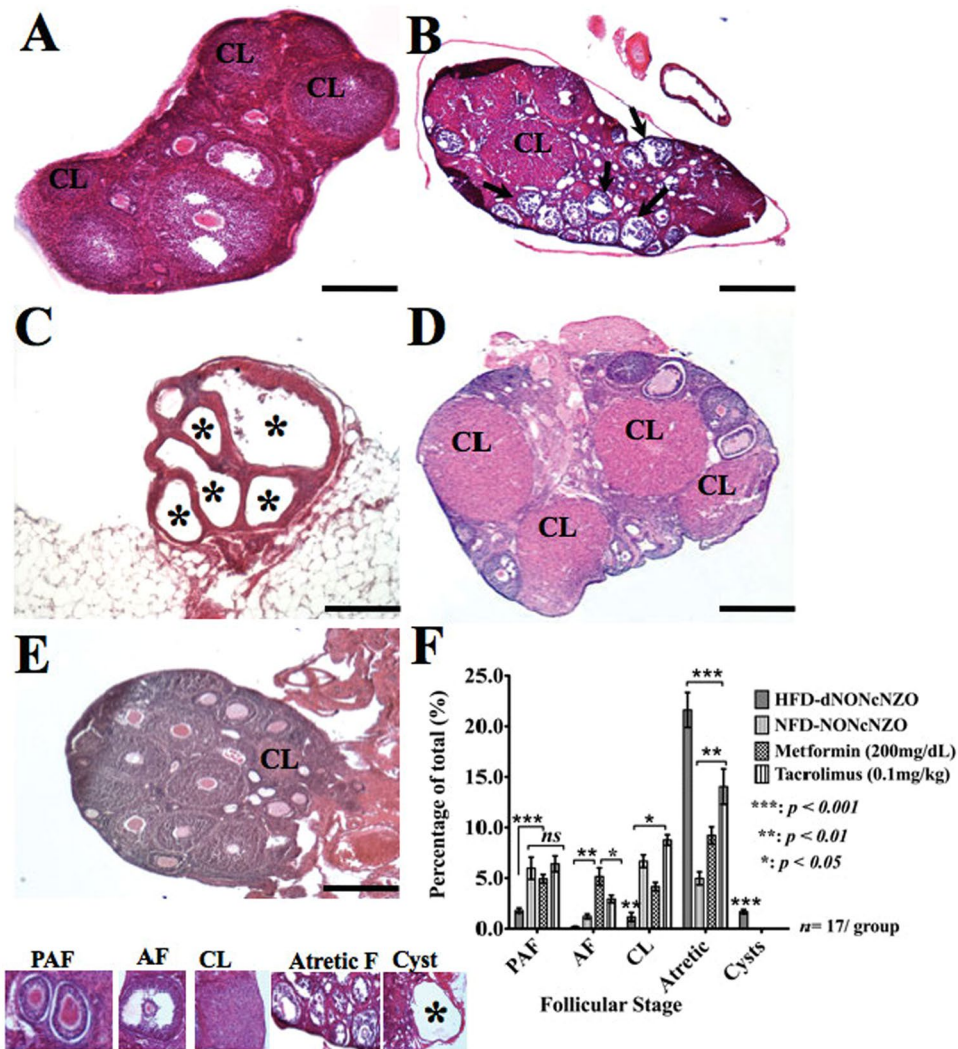 A
CL
CL
CL
B
CL
C
*
*
*
*
*
D
CL
CL
CL
CL
E
CL
F
Percentage of total (%)
25.0
20.0
15.0
10.0
5.0
0.0
***
ns
**
*
**
*
***
**
***
HFD-dNONcNZO
NFD-NONcNZO
Metformin (200mg/dL)
Tacrolimus (0.1mg/kg)
***: p < 0.001
**: p < 0.01
*: p < 0.05
n= 17/ group
PAF
AF
CL
Atretic
Cysts
Follicular Stage
PAF
AF
CL
Atretic F
Cyst
*